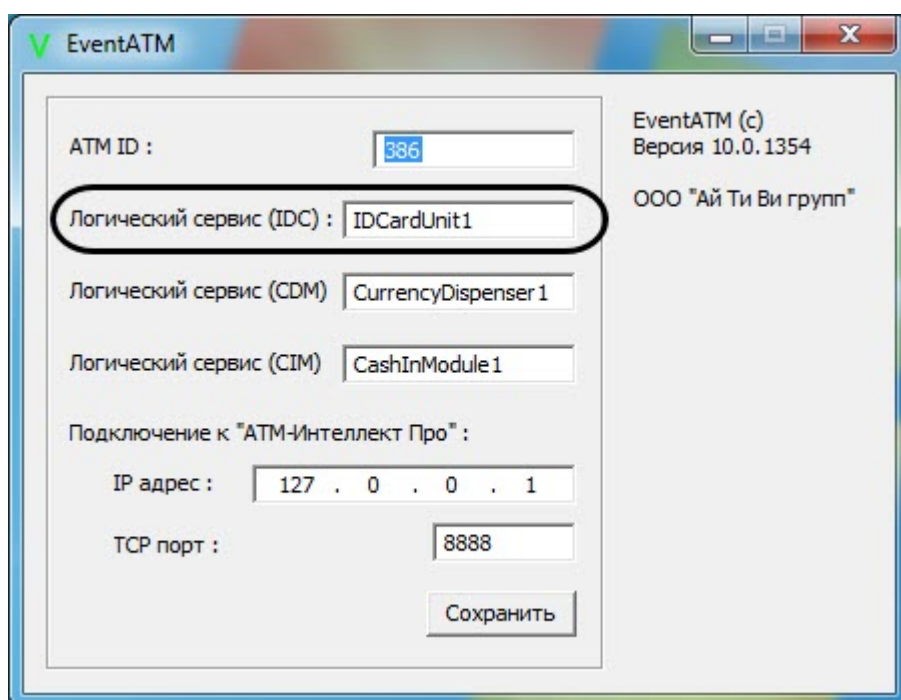 EventATM
ATM ID : 386
Логический сервис (IDC) : IDCardUnit1
Логический сервис (CDM) CurrencyDispenser1
Логический сервис (CIM) CashInModule1
Подключение к "АТМ-Интеллект Про" :
IP адрес : 127 . 0 . 0 . 1
TCP порт : 8888
Сохранить
EventATM (c)
Версия 10.0.1354
ООО "Ай Ти Ви групп"